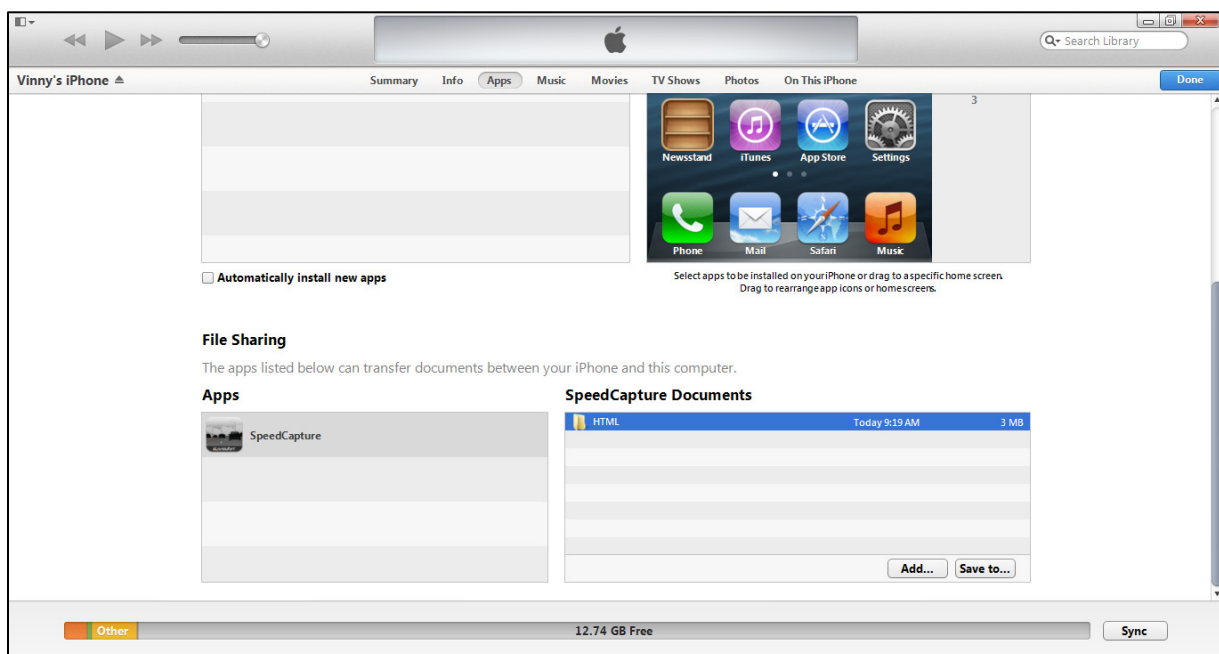 Search Library
Vinny's iPhone
Summary Info Apps Music Movies TV Shows Photos On This iPhone
Done
3
Newsstand iTunes App Store Settings
Phone Mail Safari Music
Automatically install new apps
Select apps to be installed on your iPhone or drag to a specific home screen.
Drag to rearrange app icons or home screens.
File Sharing
The apps listed below can transfer documents between your iPhone and this computer.
Apps
SpeedCapture Documents
SpeedCapture
HTML Today 9:19 AM 3 MB
Add... Save to...
Other
12.74 GB Free
Sync